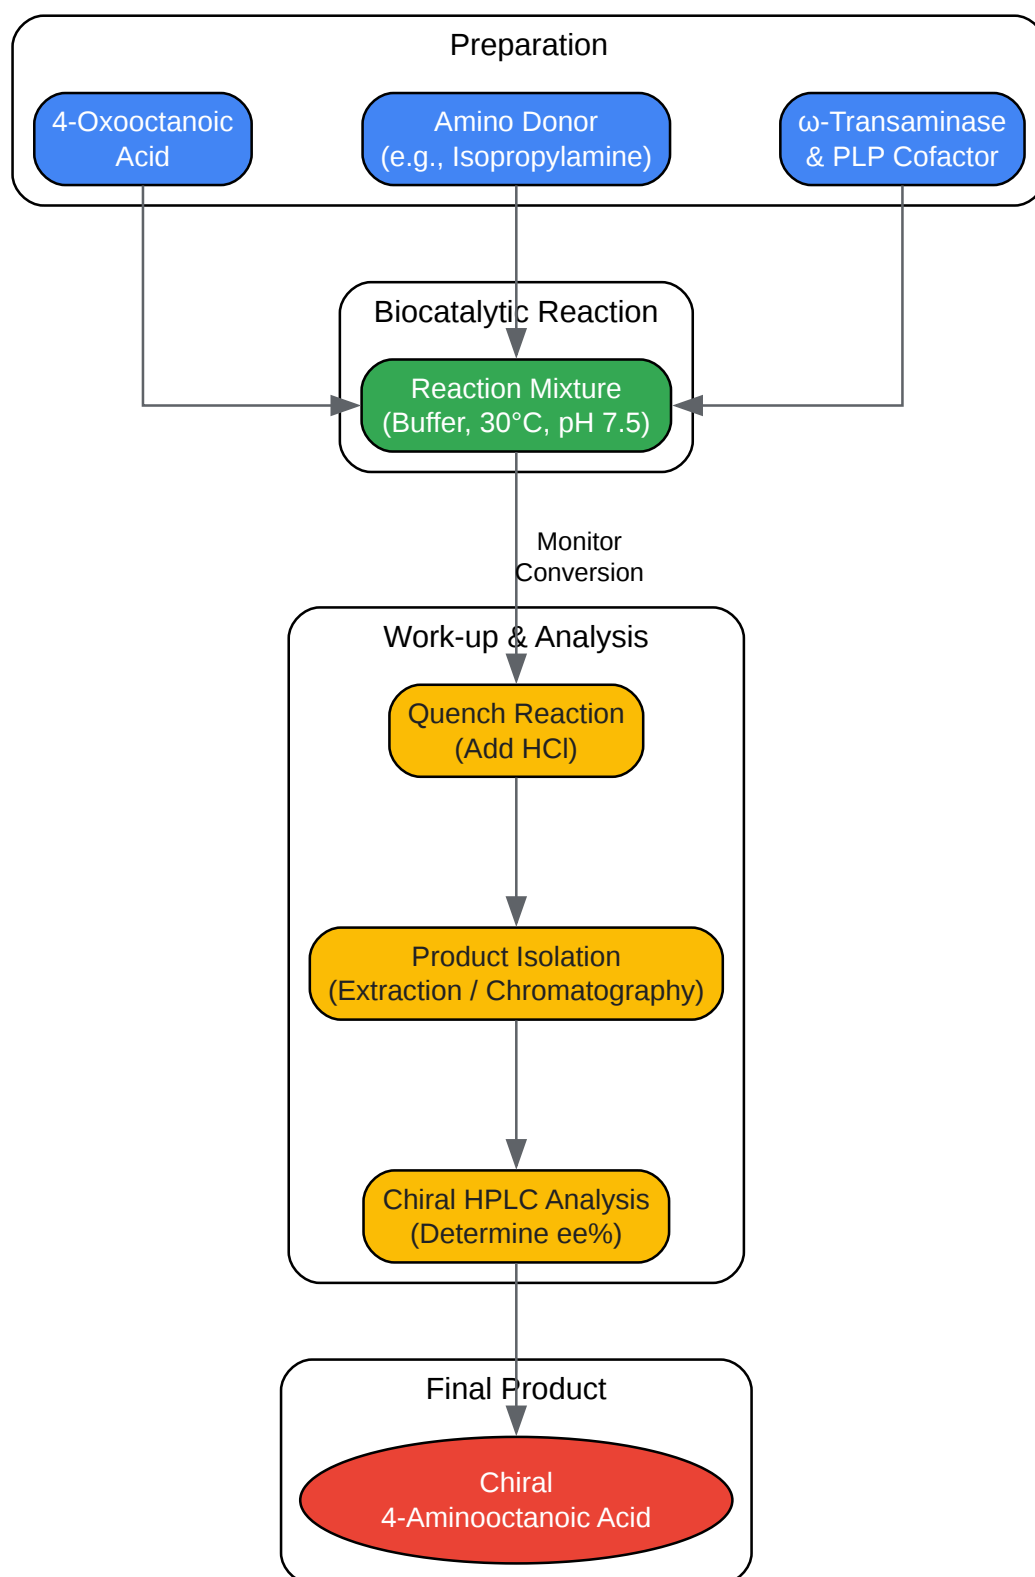 Preparation
4-Oxooctanoic
Acid
Amino Donor
(e.g., Isopropylamine)
ω-Transaminase
& PLP Cofactor
Biocatalytic Reaction
Reaction Mixture
(Buffer, 30°C, pH 7.5)
Monitor
Conversion
Work-up & Analysis
Quench Reaction
(Add HCl)
Product Isolation
(Extraction / Chromatography)
Chiral HPLC Analysis
(Determine ee%)
Final Product
Chiral
4-Aminooctanoic Acid